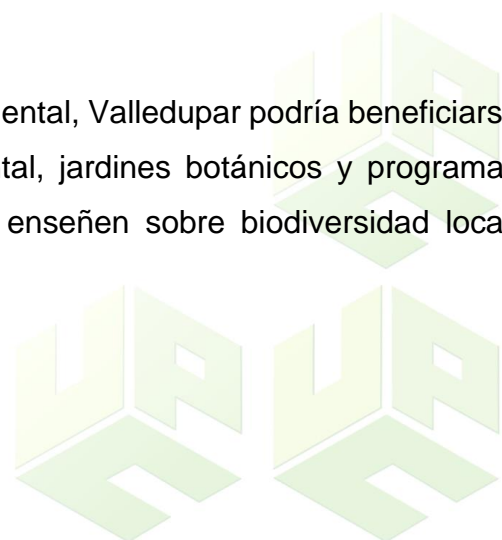 ental, Valledupar podría beneficiars
tal, jardines botánicos y programa
enseñen sobre biodiversidad loca